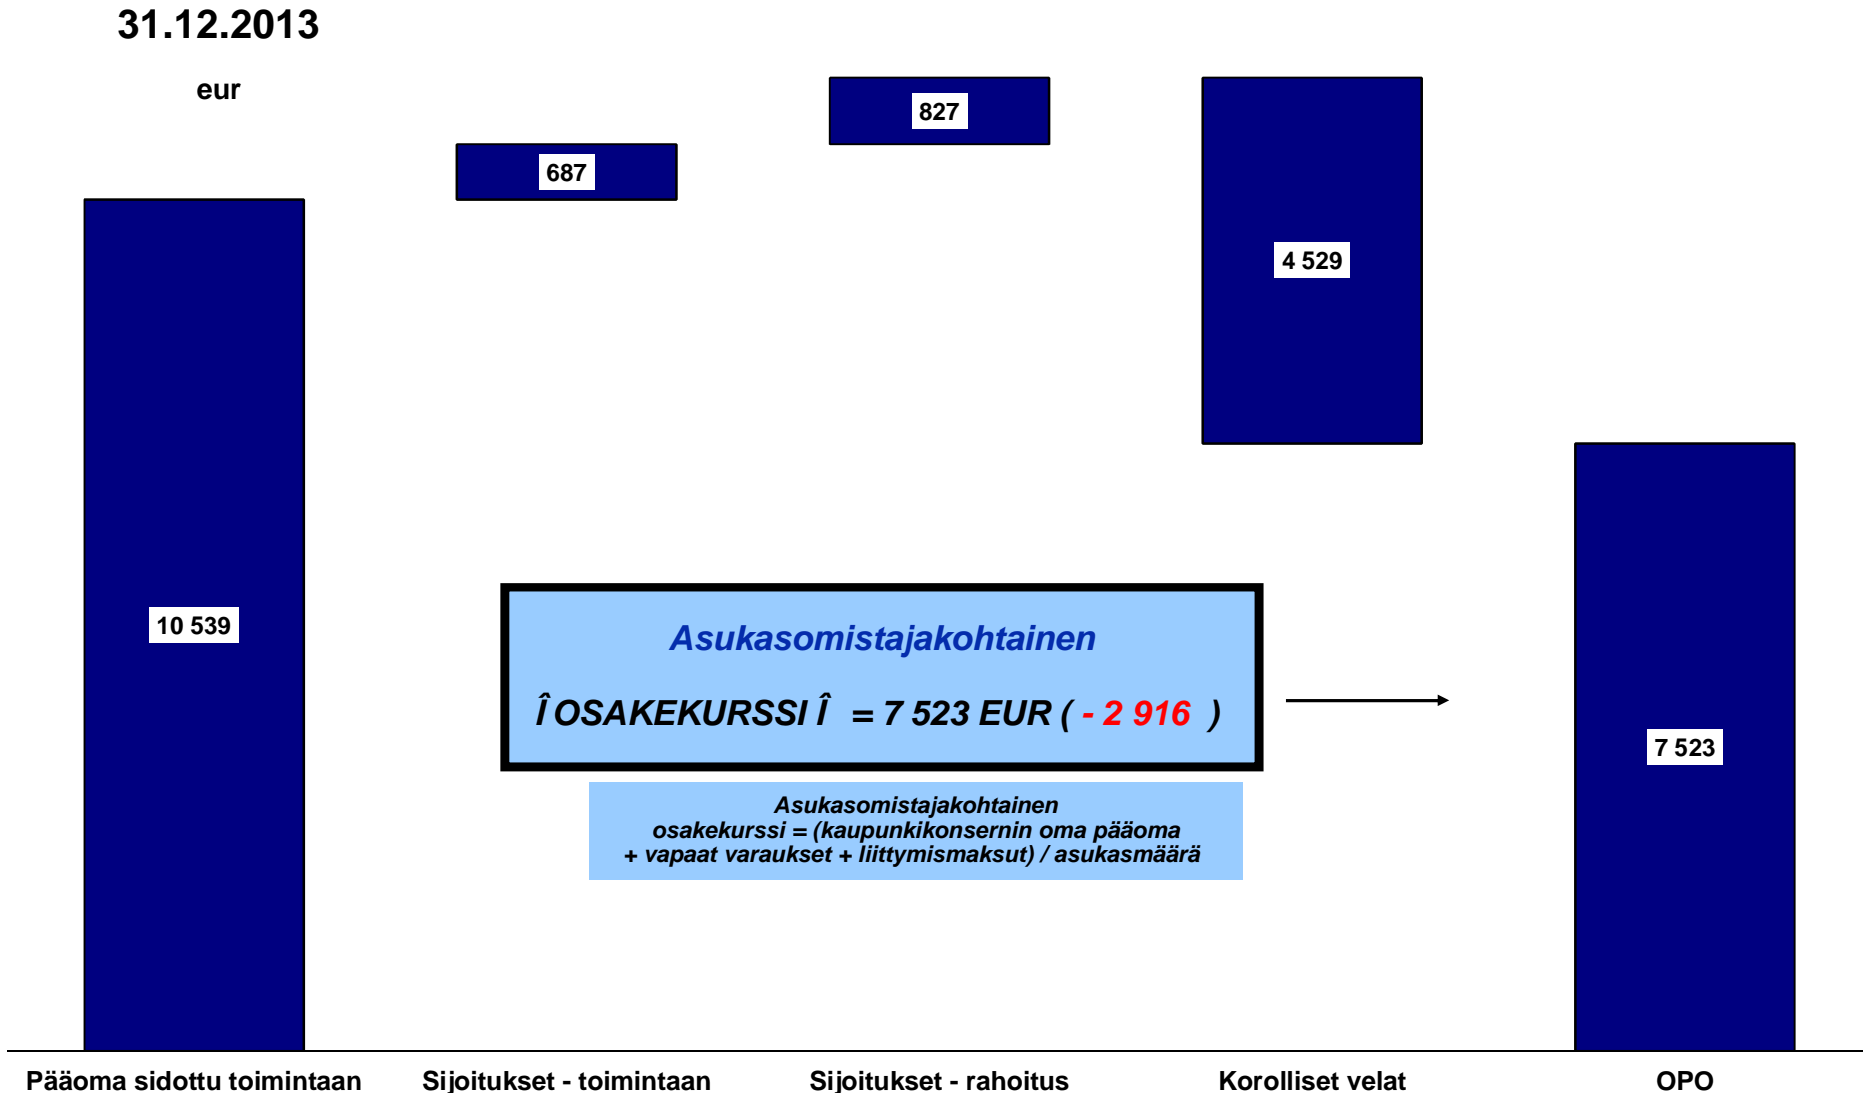 31.12.2013
eur
827
687
4 529
10 539
Asukasomistajakohtainen
Î OSAKEKURSSI Î = 7 523 EUR ( - 2 916 )
7 523
Asukasomistajakohtainen
osakekurssi = (kaupunkikonsernin oma pääoma
+ vapaat varaukset + liittymismaksut) / asukasmäärä
Pääoma sidottu toimintaan Sijoitukset - toimintaan Sijoitukset - rahoitus Korolliset velat OPO